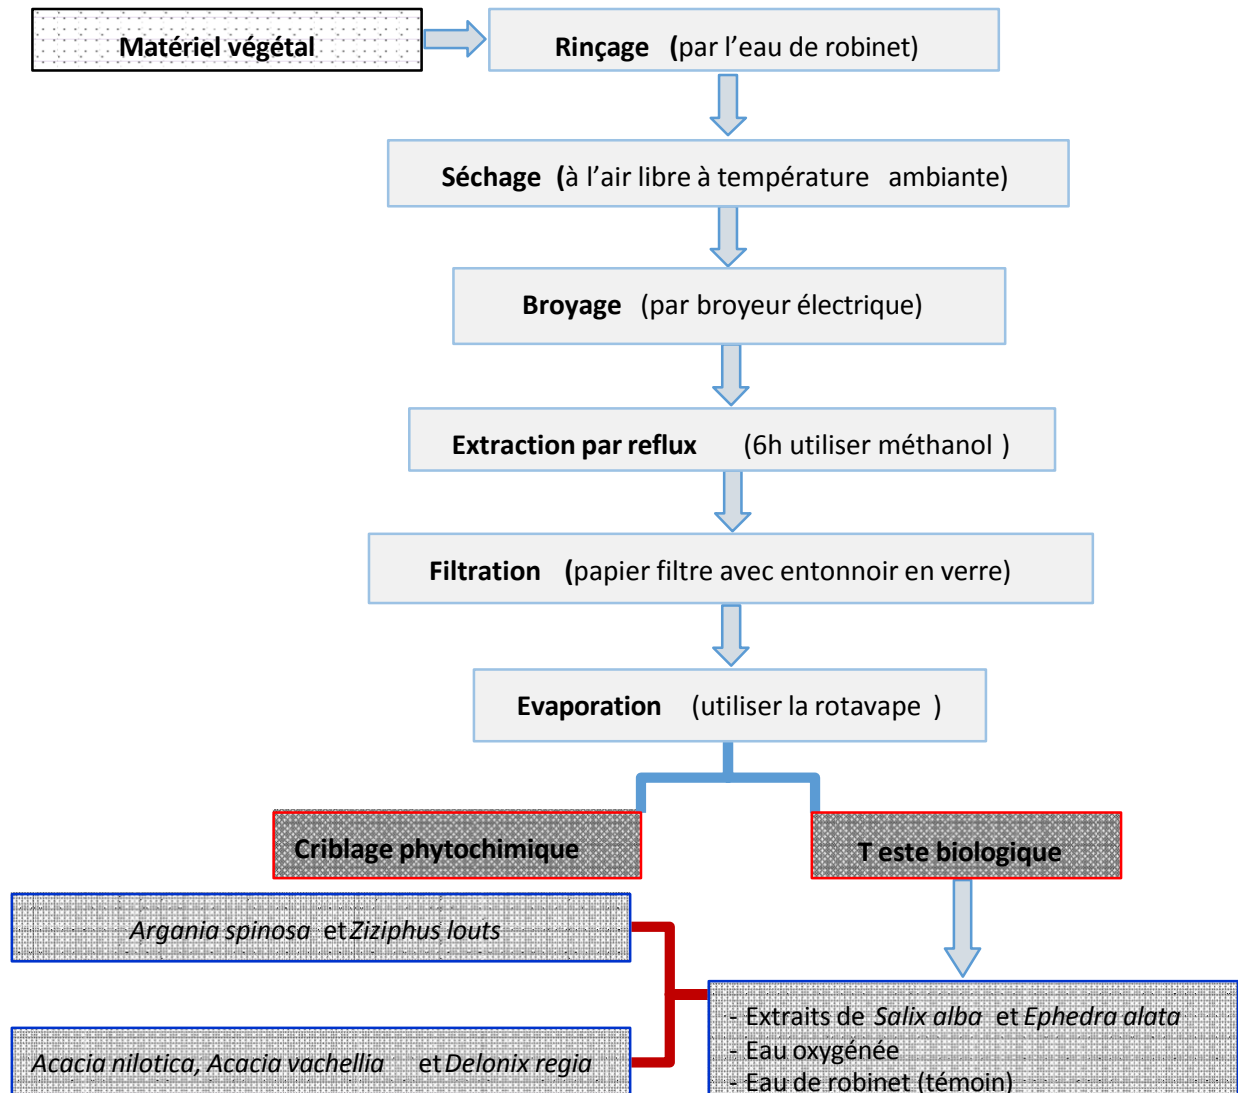 Matériel végétal
Rinçage (par l’eau de robinet)
Séchage (à l’air libre à température ambiante)
Broyage (par broyeur électrique)
Extraction par reflux (6h utiliser méthanol )
Filtration (papier filtre avec entonnoir en verre)
Evaporation (utiliser la rotavape )
Criblage phytochimique
T este biologique
Argania spinosa et Ziziphus louts
Acacia nilotica, Acacia vachellia et Delonix regia
- Extraits de Salix alba et Ephedra alata
- Eau oxygénée
- Eau de robinet (témoin)